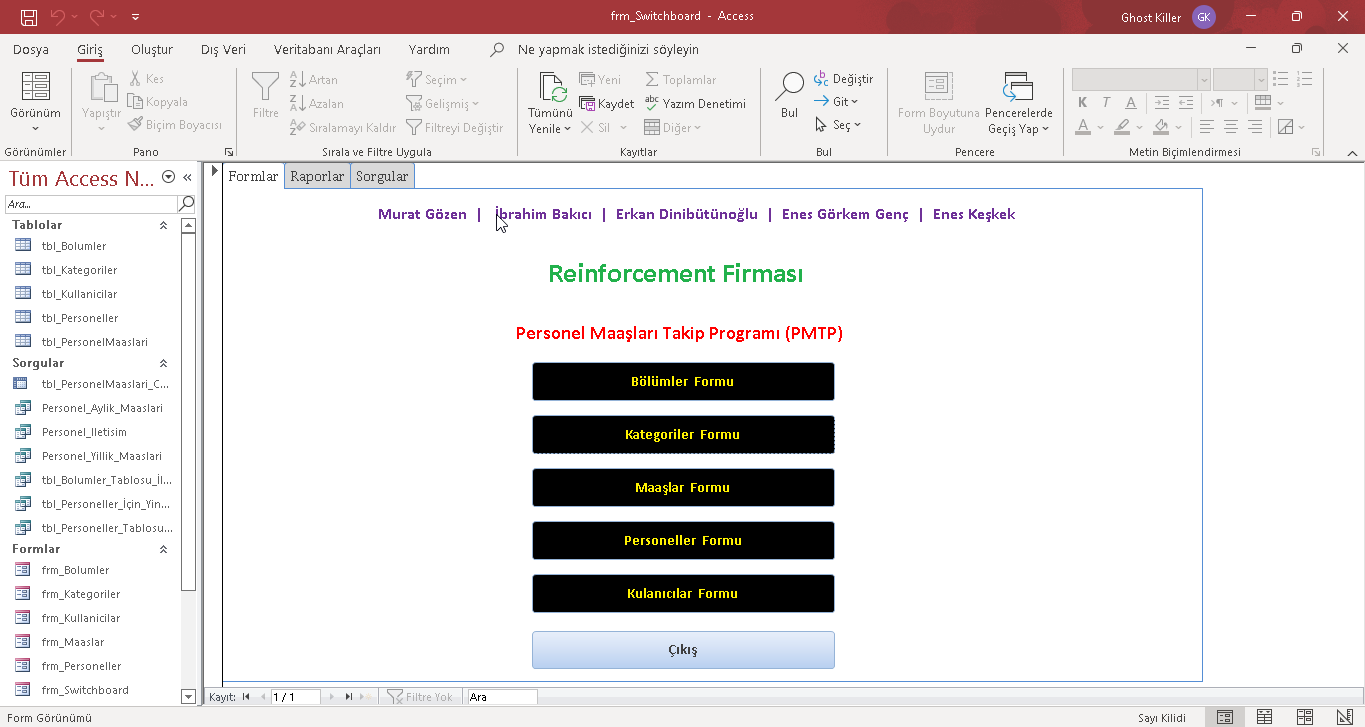 frm_Switchboard - Access
Ghost Killer GK
Dosya Giriş Oluştur Dış Veri Veritabanı Araçları Yardım Ne yapmak istediğinizi söyleyin
Görünüm
Görünümler
Yapıştır
Kes
Kopyala
Biçim Boyacısı
Pano
Filtre
Artan
Azalan
Sıralamayı Kaldır
Seçim
Gelişmiş
Filtreyi Değiştir
Sırala ve Filtre Uygula
Tümünü
Yenile
Yeni
Kaydet
Sil
Toplamlar
Yazım Denetimi
Diğer
Kayıtlar
Bul
Değiştir
Git
Seç
Bul
Form Boyutuna
Uydur
Pencerelerde
Geçiş Yap
Pencere
K T A
A
Metin Biçimlendirmesi
Tüm Access N...
Ara...
Tablolar
tbl_Bolumler
tbl_Kategoriler
tbl_Kullanicilar
tbl_Personeller
tbl_PersonelMaaslari
Sorgular
tbl_PersonelMaaslari_C...
Personel_Aylik_Maaslari
Personel_Iletisim
Personel_Yillik_Maaslari
tbl_Bolumler_Tablosu_İl...
tbl_Personeller_İçin_Yin...
tbl_Personeller_Tablosu...
Formlar
frm_Bolumler
frm_Kategoriler
frm_Kullanicilar
frm_Maaslar
frm_Personeller
frm_Switchboard
Formlar Raporlar Sorgular
Murat Gözen | İbrahim Bakıcı | Erkan Dinibütünoğlu | Enes Görkem Genç | Enes Keşkek
Reinforcement Firması
Personel Maaşları Takip Programı (PMTP)
Bölümler Formu
Kategoriler Formu
Maaşlar Formu
Personeller Formu
Kulanıcılar Formu
Çıkış
Kayıt: 1 / 1 Filtre Yok Ara
Form Görünümü
Sayı Kilidi